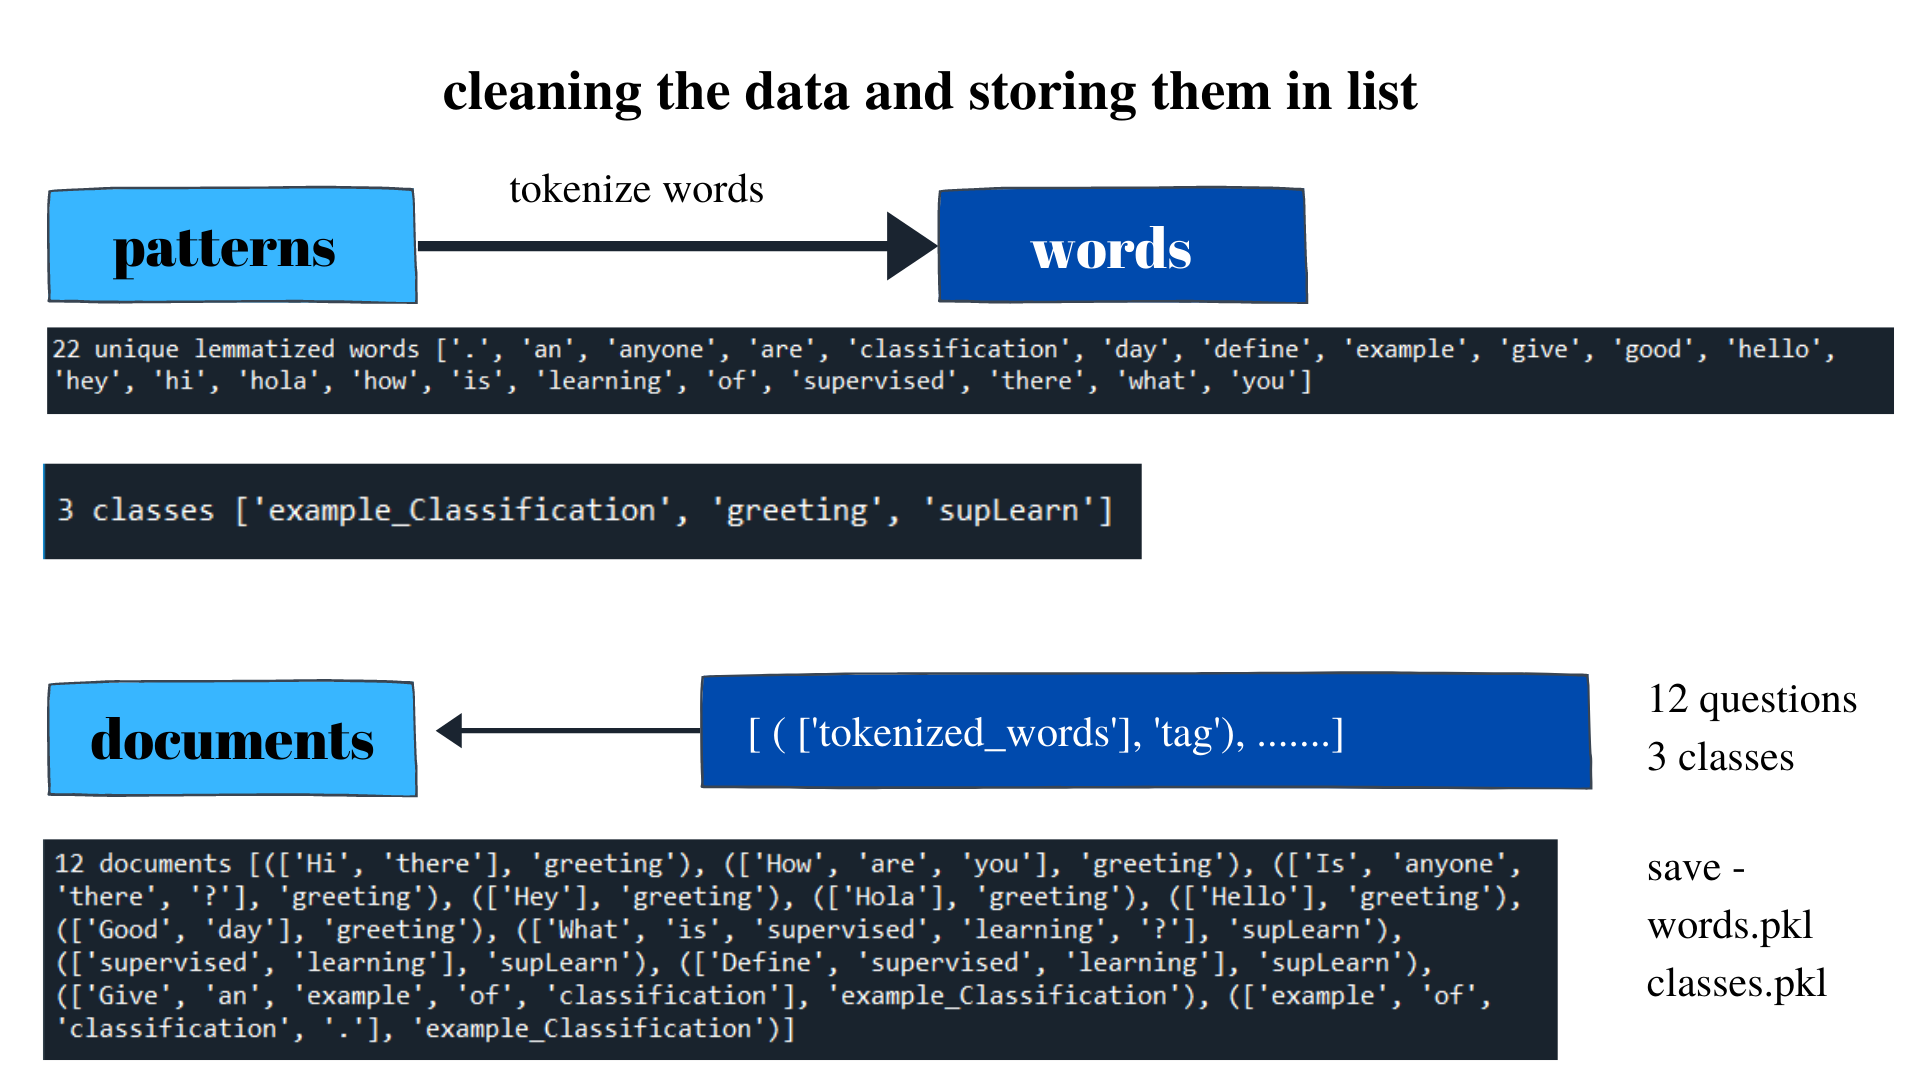 cleaning the data and storing them in list
tokenize words
patterns
words
22 unique lemmatized words ['.', 'an', 'anyone', 'are', 'classification', 'day', 'define', 'example', 'give', 'good', 'hello',
'hey', 'hi', 'hola', 'how', 'is', 'learning', 'of', 'supervised', 'there', 'what', 'you']
3 classes ['example_Classification', 'greeting', 'supLearn']
documents
[ ( ['tokenized_words'], 'tag'), .......]
12 questions
3 classes
12 documents [(['Hi', 'there'], 'greeting'), (['How', 'are', 'you'], 'greeting'), (['Is', 'anyone',
'there', '?'], 'greeting'), (['Hey'], 'greeting'), (['Hola'], 'greeting'), (['Hello'], 'greeting'),
(['Good', 'day'], 'greeting'), (['What', 'is', 'supervised', 'learning', '?'], 'supLearn'),
(['supervised', 'learning'], 'supLearn'), (['Define', 'supervised', 'learning'], 'supLearn'),
(['Give', 'an', 'example', 'of', 'classification'], 'example_Classification'), (['example', 'of',
'classification', '.'], 'example_Classification')]
save -
words.pkl
classes.pkl